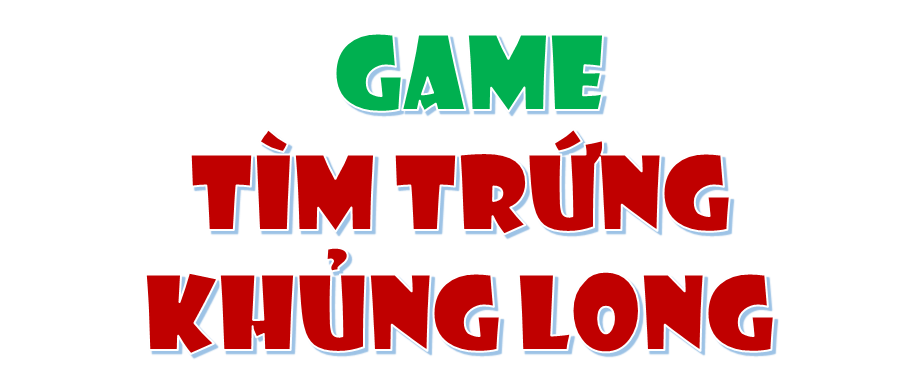 GAME
TÌM TRỨNG
KHỦNG LONG